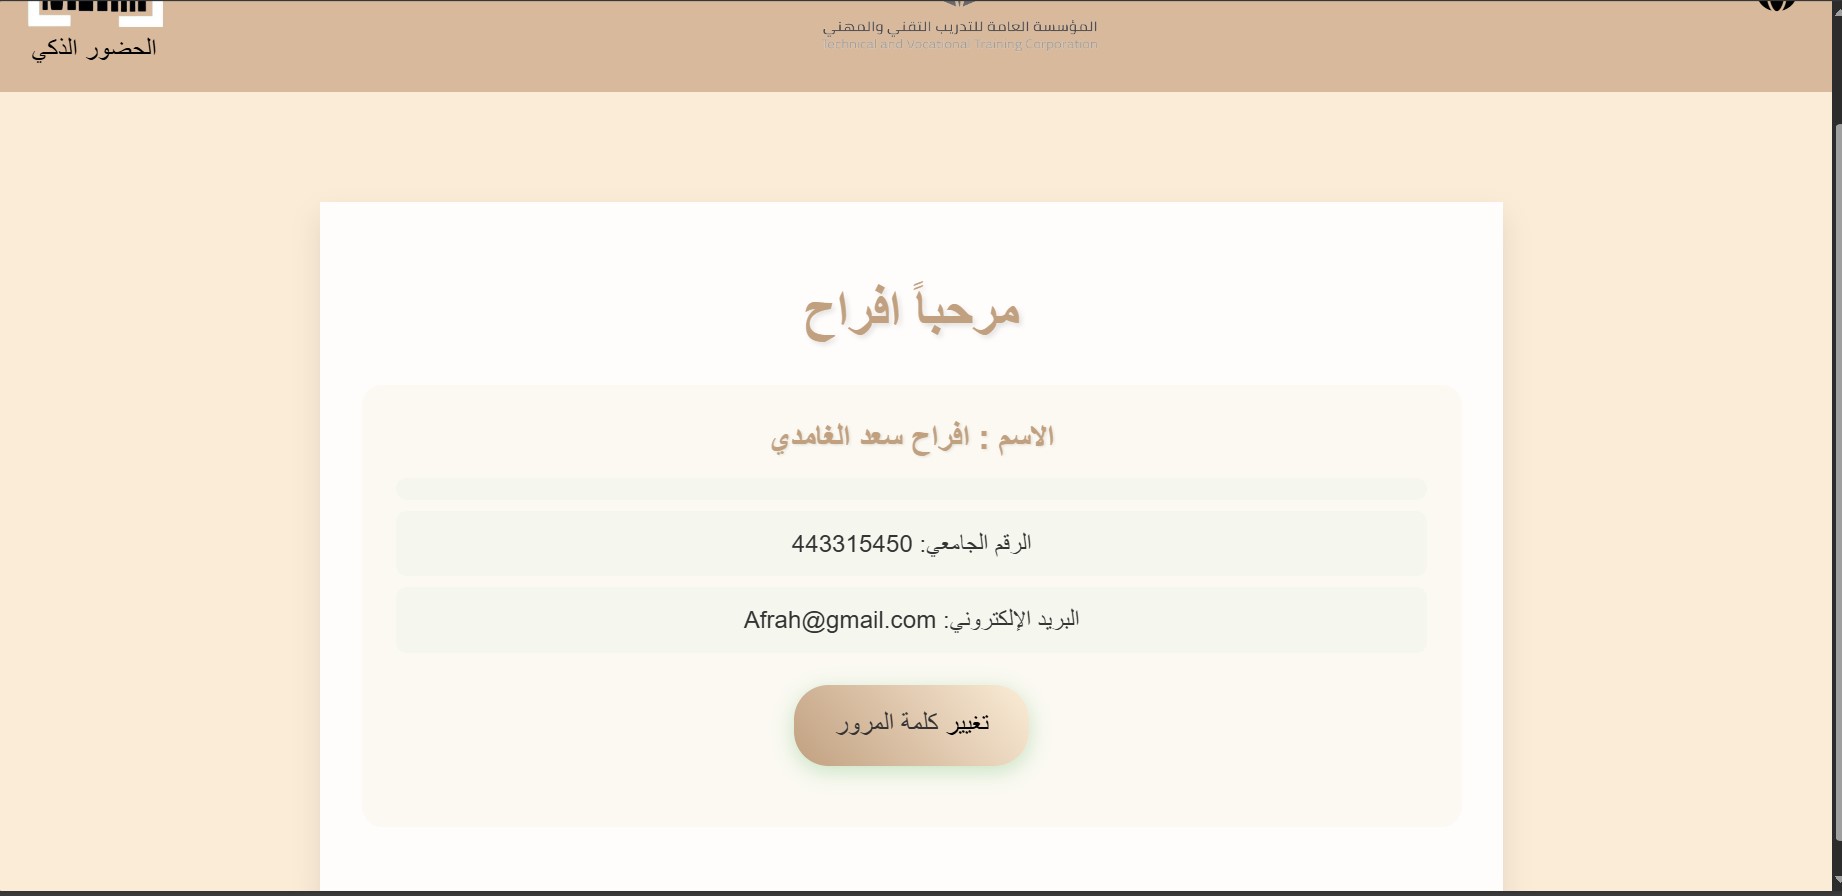 الحضور الذكي
المؤسسة العامة للتدريب التقني والمهني
Technical and Vocational Training Corporation
مرحباً افراح
الاسم : افراح سعد الغامدي
الرقم الجامعي: 443315450
البريد الإلكتروني: Afrah@gmail.com
تغيير كلمة المرور